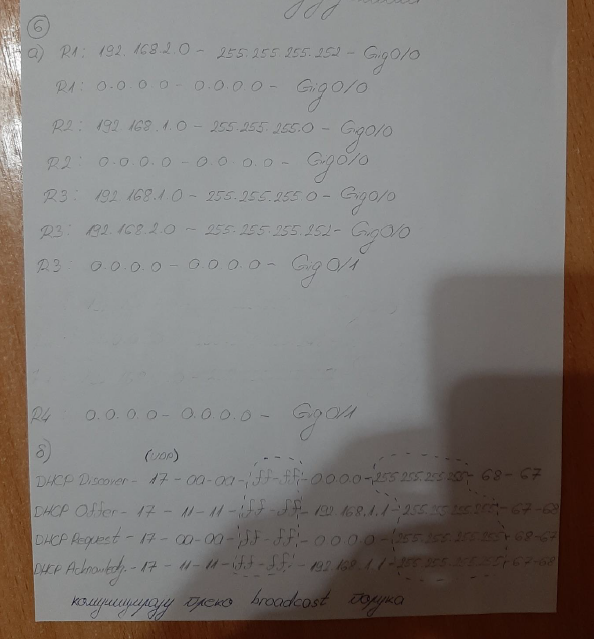 6
а) R1: 192.168.2.0 - 255.255.255.252 - Gig0/0
R1: 0.0.0.0 - 0.0.0.0 - Gig0/0
R2: 192.168.1.0 - 255.255.255.0 - Gig0/0
R2: 0.0.0.0 - 0.0.0.0 - Gig0/0
R3: 192.168.1.0 - 255.255.255.0 - Gig0/0
R3: 192.168.2.0 - 255.255.255.252 - Gig0/0
R3: 0.0.0.0 - 0.0.0.0 - Gig0/1
R4 0.0.0.0 - 0.0.0.0 - Gig0/1
б) (UDP)
DHCP Discover - 17 - aa-aa - ff-ff - 0.0.0.0 - 255.255.255.255 - 68 - 67
DHCP Offer - 17 - 11-11 - ff-ff - 192.168.1.1 - 255.255.255.255 - 67 - 68
DHCP Request - 17 - aa-aa - ff-ff - 0.0.0.0 - 255.255.255.255 - 68 - 67
DHCP Acknowledg. - 17 - 11-11 - ff-ff - 192.168.1.1 - 255.255.255.255 - 67 - 68
комуницирају преко broadcast порука